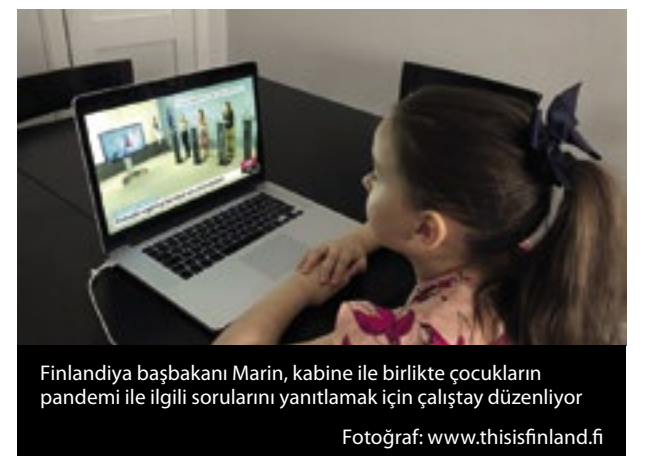 Finlandiya başbakanı Marin, kabine ile birlikte çocukların
pandemi ile ilgili sorularını yanıtlamak için çalıştay düzenliyor
Fotoğraf: www.thisisfinland.fi